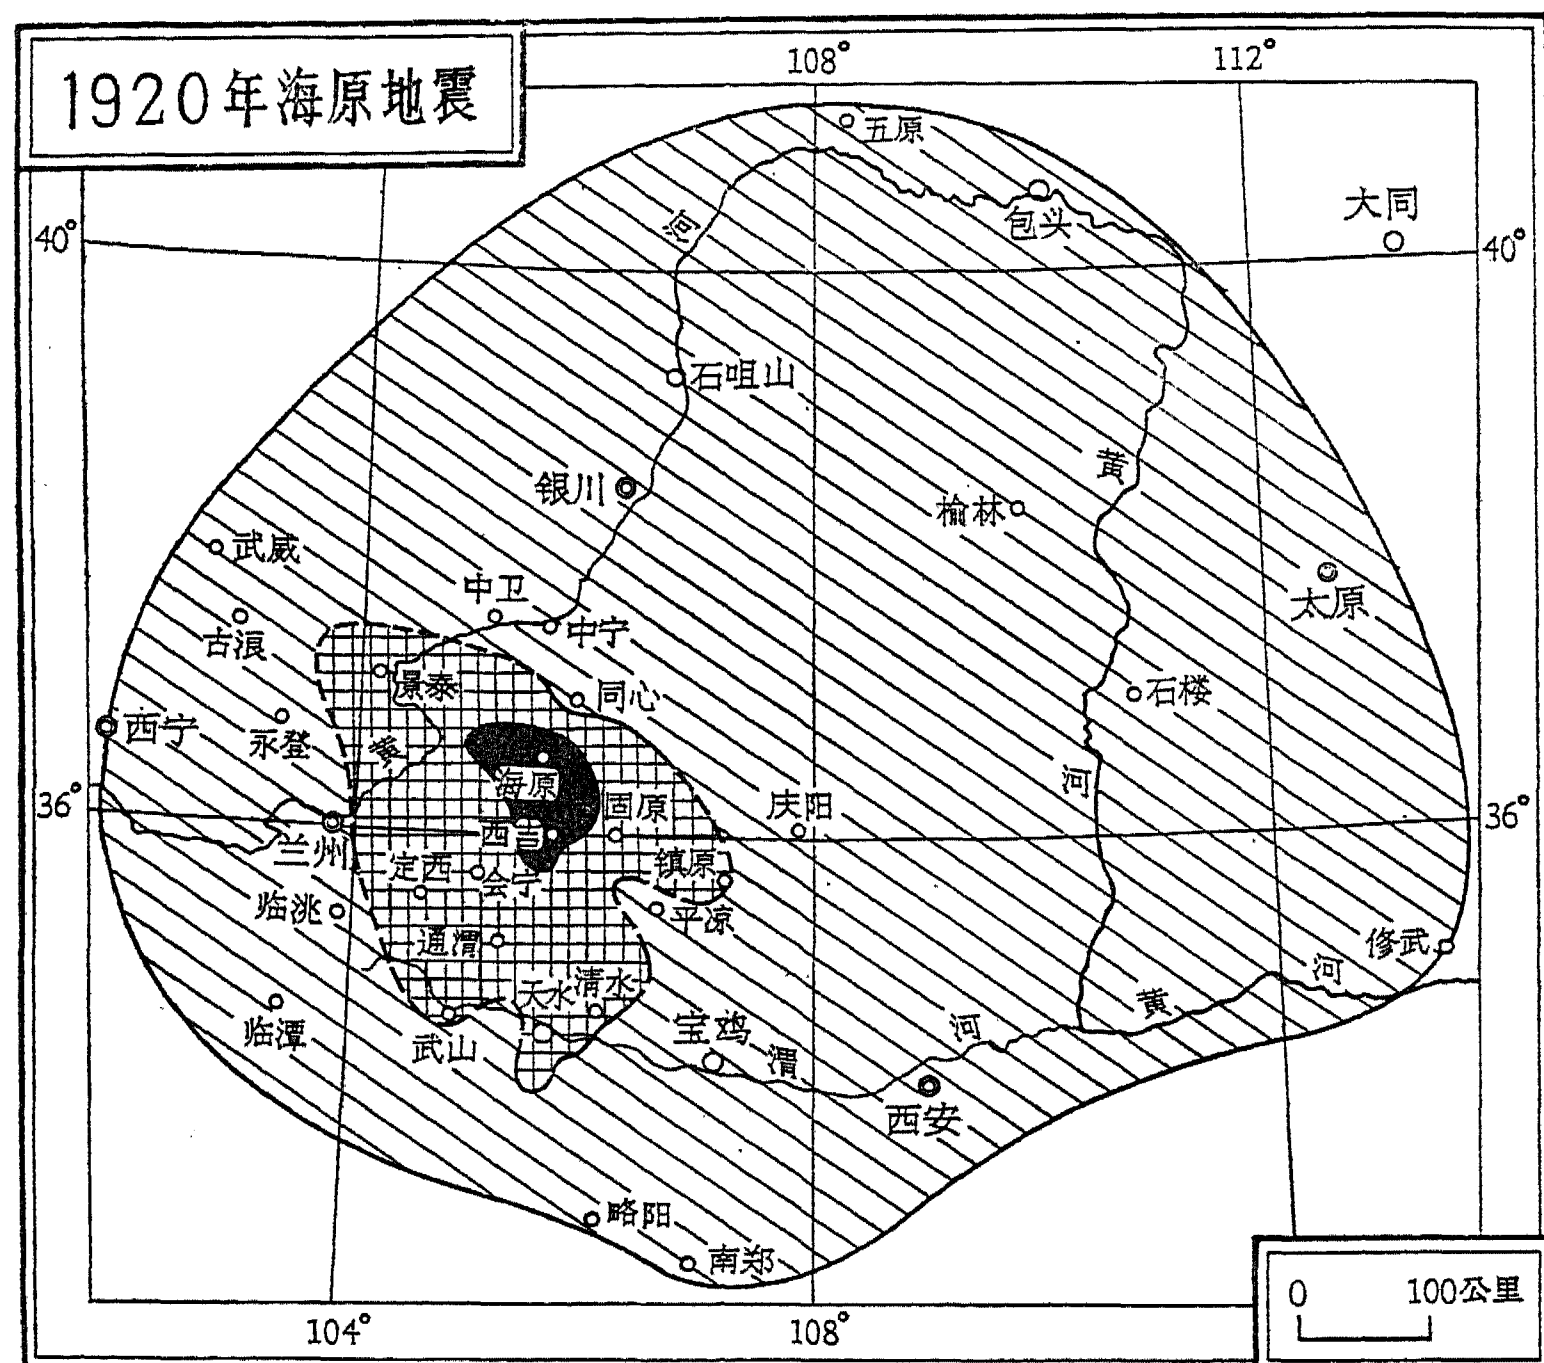 1920年海原地震
108°
112°
五原
包头
大同
40°
40°
河
石咀山
银川
黄
榆林
武威
太原
中卫
中宁
古浪
景泰
同心
石楼
西宁
永登
黄
海原
河
36°
36°
固原
庆阳
兰州
西吉
定西
会宁
镇原
临洮
平凉
通渭
修武
天水
清水
河
黄
临潭
武山
宝鸡
渭
河
西安
略阳
南郑
0
100公里
104°
108°